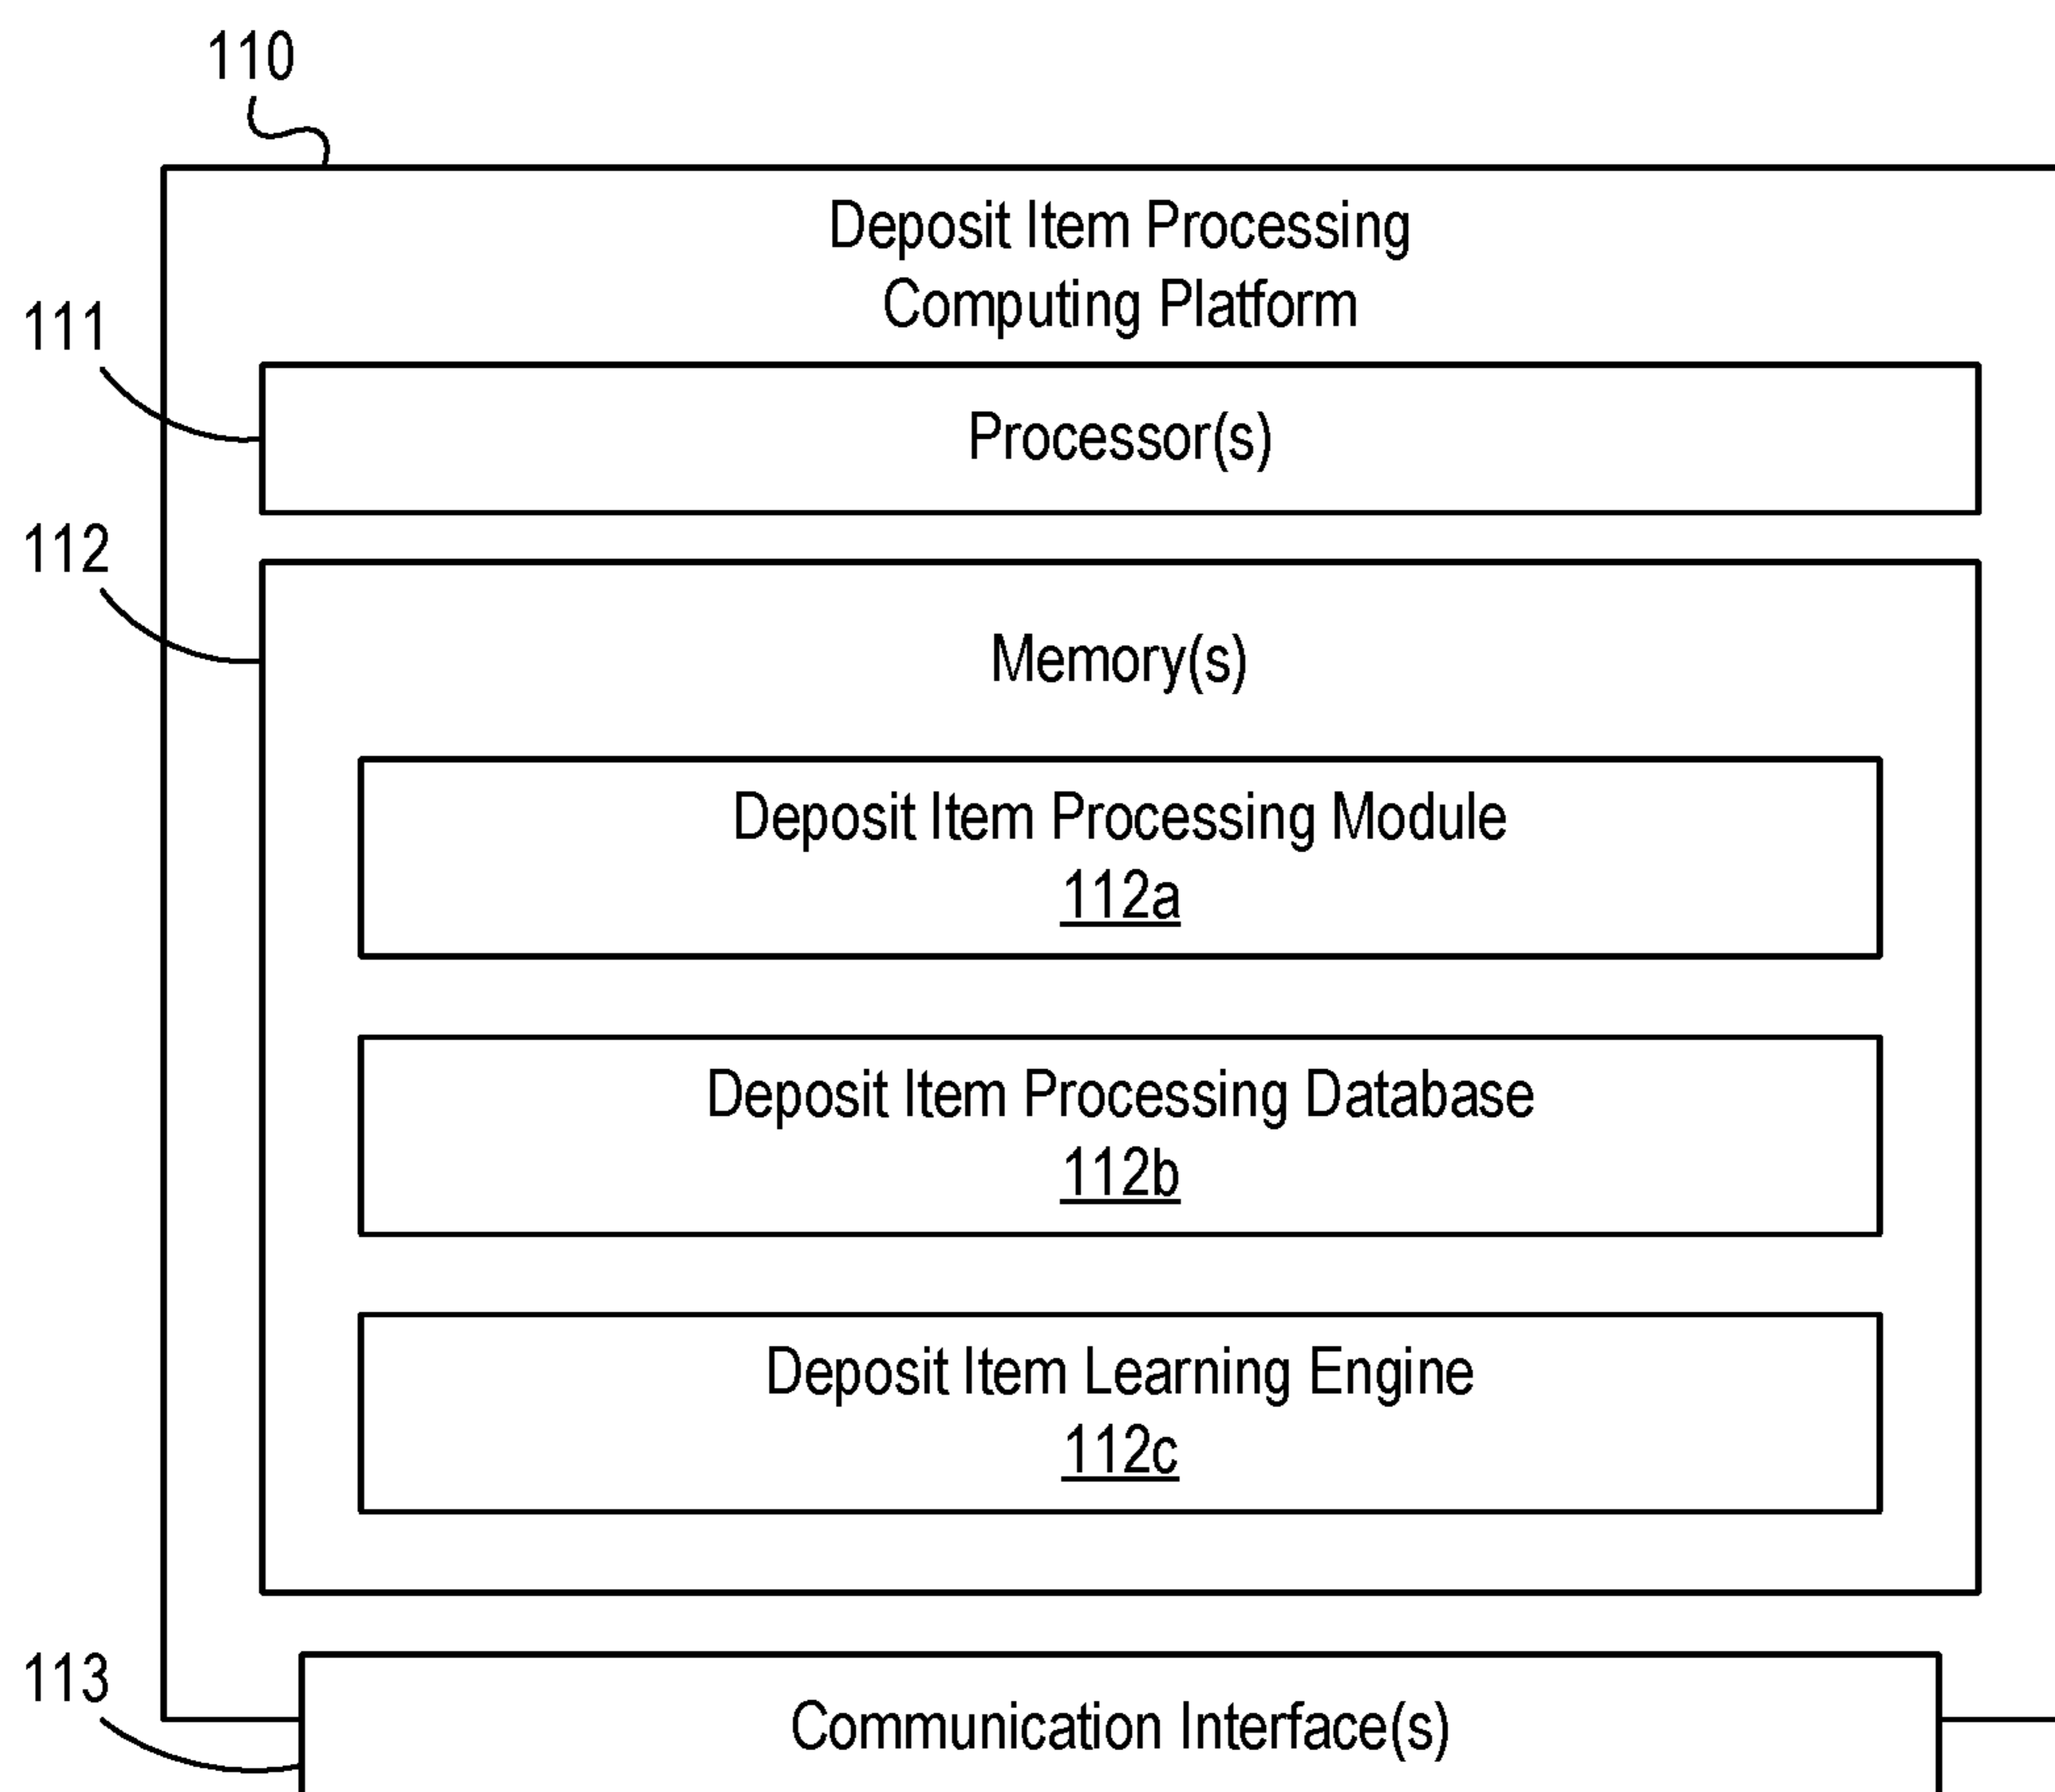 110
Deposit Item Processing
Computing Platform
111
Processor(s)
112
Memory(s)
Deposit Item Processing Module
112a
Deposit Item Processing Database
112b
Deposit Item Learning Engine
112c
113
Communication Interface(s)